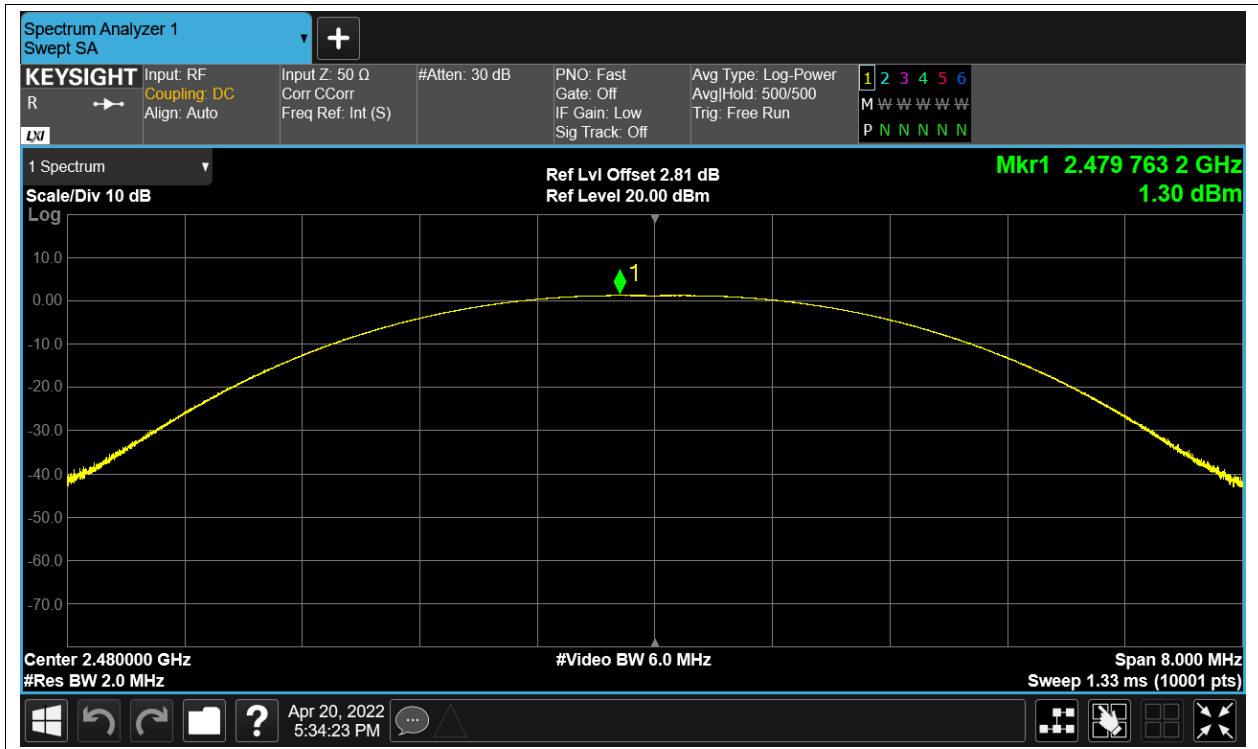 Spectrum Analyzer 1
Swept SA
+
KEYSIGHT
R
LXI
Input: RF
Coupling: DC
Align: Auto
Input Z: 50 Ω
Corr CCorr
Freq Ref: Int (S)
#Atten: 30 dB
PNO: Fast
Gate: Off
IF Gain: Low
Sig Track: Off
Avg Type: Log-Power
Avg|Hold: 500/500
Trig: Free Run
1 2 3 4 5 6
M W W W W W
P N N N N N
1 Spectrum
Scale/Div 10 dB
Log
Ref Lvl Offset 2.81 dB
Ref Level 20.00 dBm
Mkr1 2.479 763 2 GHz
1.30 dBm
1
10.0
0.00
-10.0
-20.0
-30.0
-40.0
-50.0
-60.0
-70.0
Center 2.480000 GHz
#Res BW 2.0 MHz
#Video BW 6.0 MHz
Span 8.000 MHz
Sweep 1.33 ms (10001 pts)
?
Apr 20, 2022
5:34:23 PM